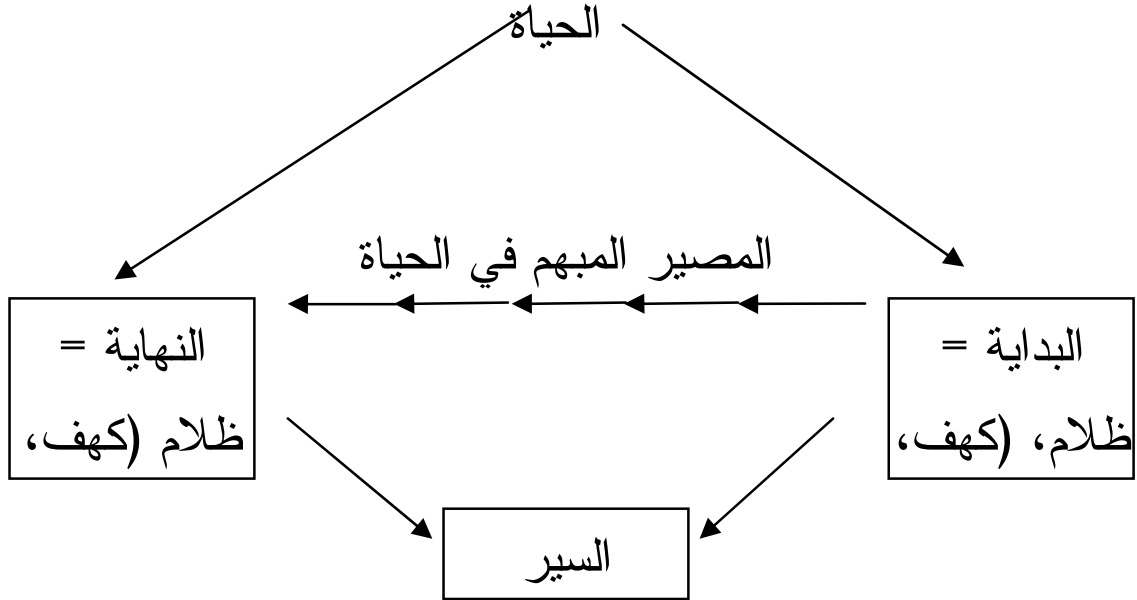 الحياة
المصير المبهم في الحياة
البداية =
ظلام، (كهف،
النهاية =
ظلام (كهف،
السير